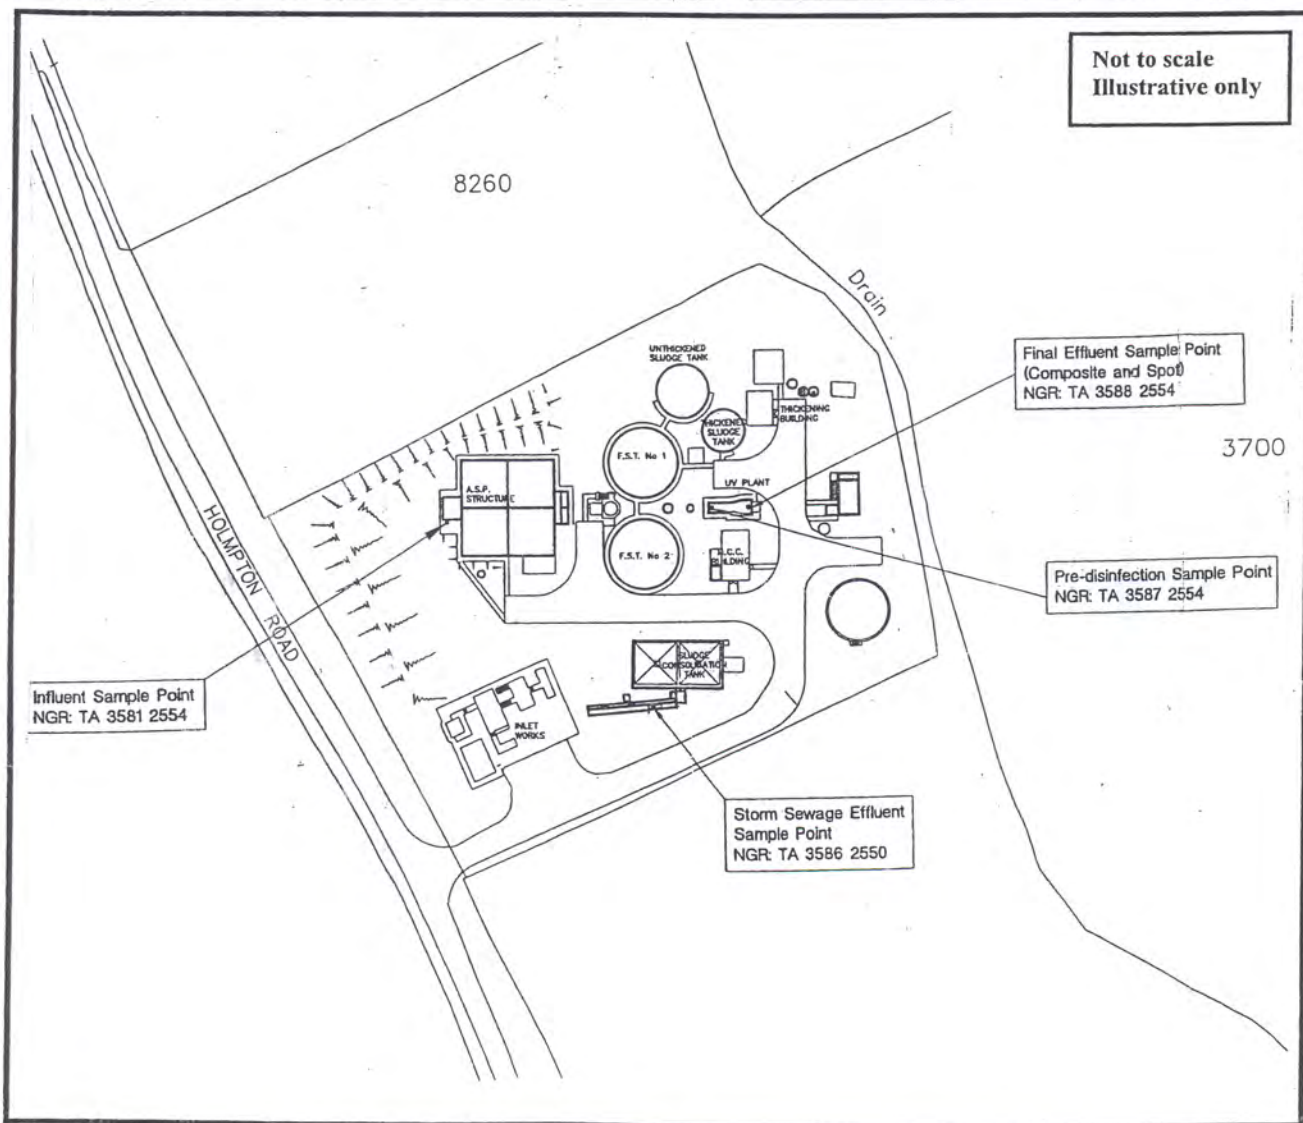 Not to scale
Illustrative only
8260
Drain
UNTHICKENED
SLUDGE TANK
Final Effluent Sample Point
(Composite and Spot)
NGR: TA 3588 2554
THICKENING
BUILDING
THICKENED
SLUDGE
TANK
3700
F.S.T. No 1
UV PLANT
A.S.P.
STRUCTURE
HOLMPTON ROAD
F.S.T. No 2
BUILDING
Pre-disinfection Sample Point
NGR: TA 3587 2554
SLUDGE
CONSOLIDATION
TANK
Influent Sample Point
NGR: TA 3581 2554
INLET
WORKS
Storm Sewage Effluent
Sample Point
NGR: TA 3586 2550